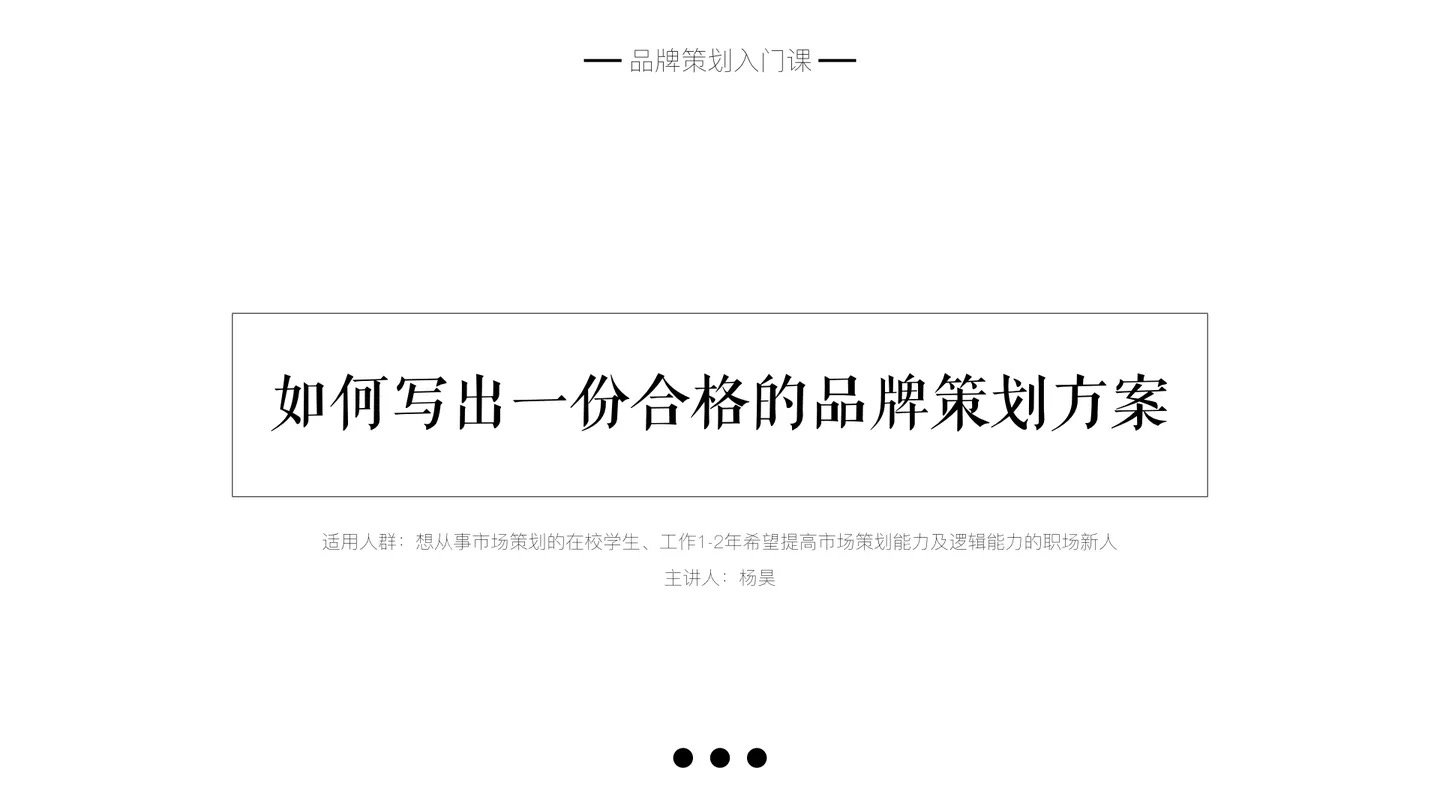 品牌策划入门课
如何写出一份合格的品牌策划方案
适用人群：想从事市场策划的在校学生、工作1-2年希望提高市场策划能力及逻辑能力的职场新人
主讲人：杨昊